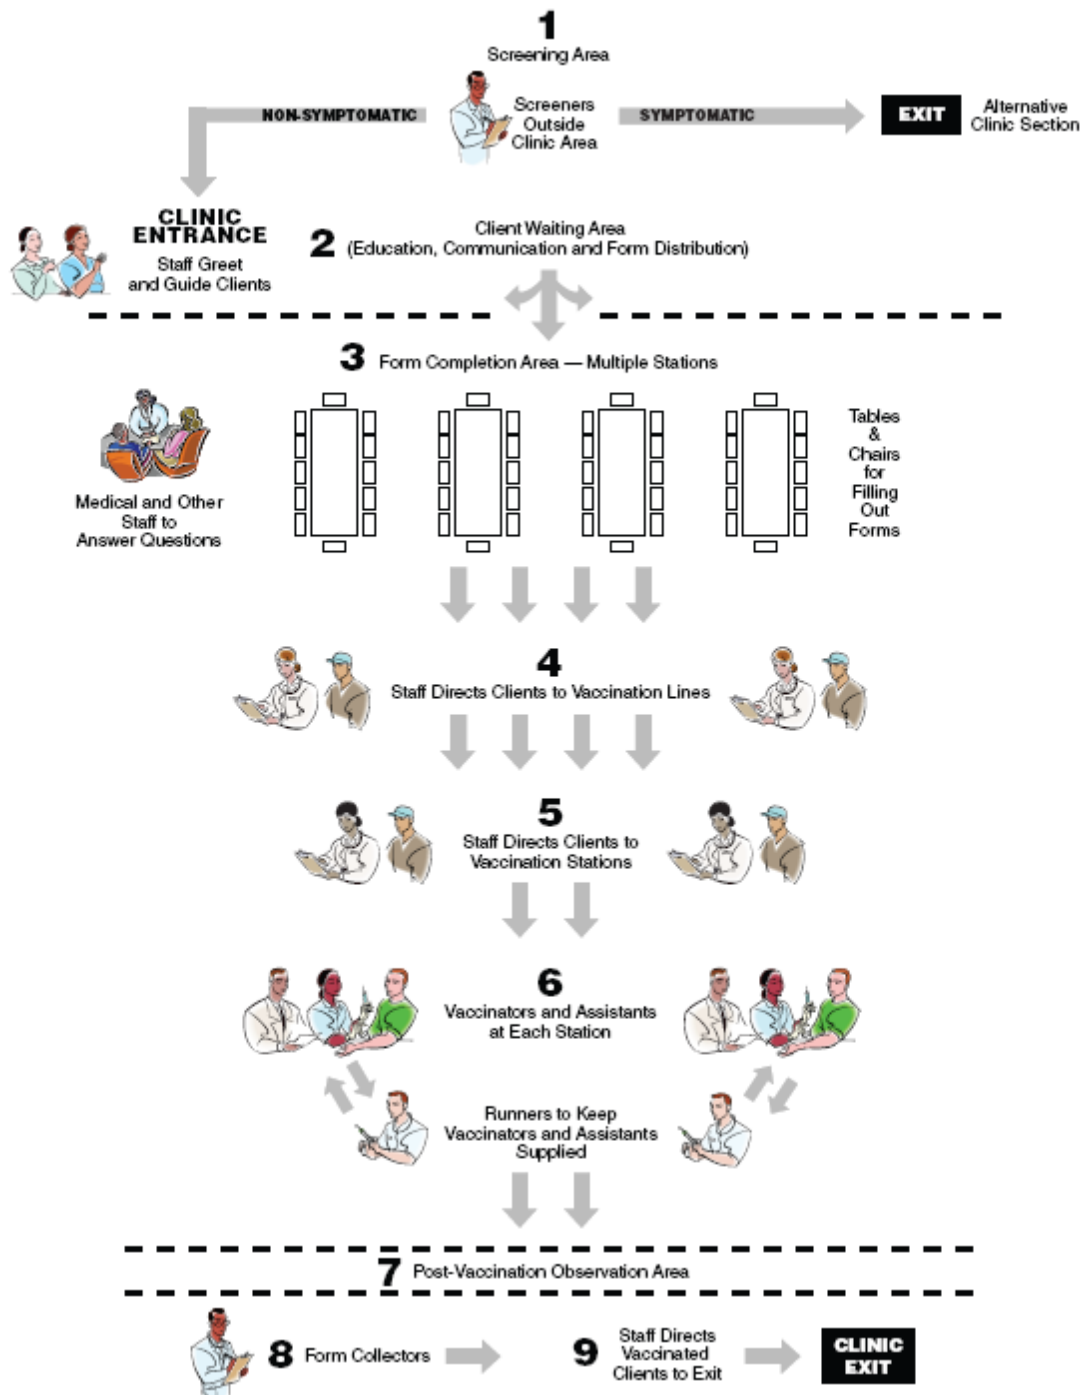 1
Screening Area
NON-SYMPTOMATIC
Screeners
Outside
Clinic Area
SYMPTOMATIC
EXIT
Alternative
Clinic Section
CLINIC
ENTRANCE
Staff Greet
and Guide Clients
2
Client Waiting Area
(Education, Communication and Form Distribution)
3 Form Completion Area — Multiple Stations
Medical and Other
Staff to
Answer Questions
Tables
&
Chairs
for
Filling
Out
Forms
4
Staff Directs Clients to Vaccination Lines
5
Staff Directs Clients to
Vaccination Stations
6
Vaccinators and Assistants
at Each Station
Runners to Keep
Vaccinators and Assistants
Supplied
7 Post-Vaccination Observation Area
8 Form Collectors
9
Staff Directs
Vaccinated
Clients to Exit
CLINIC
EXIT